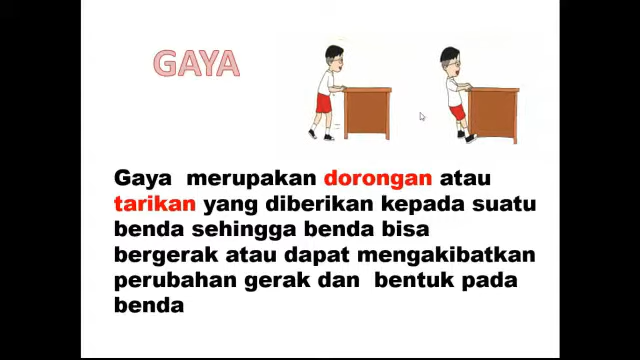 GAYA
Gaya merupakan dorongan atau
tarikan yang diberikan kepada suatu
benda sehingga benda bisa
bergerak atau dapat mengakibatkan
perubahan gerak dan bentuk pada
benda